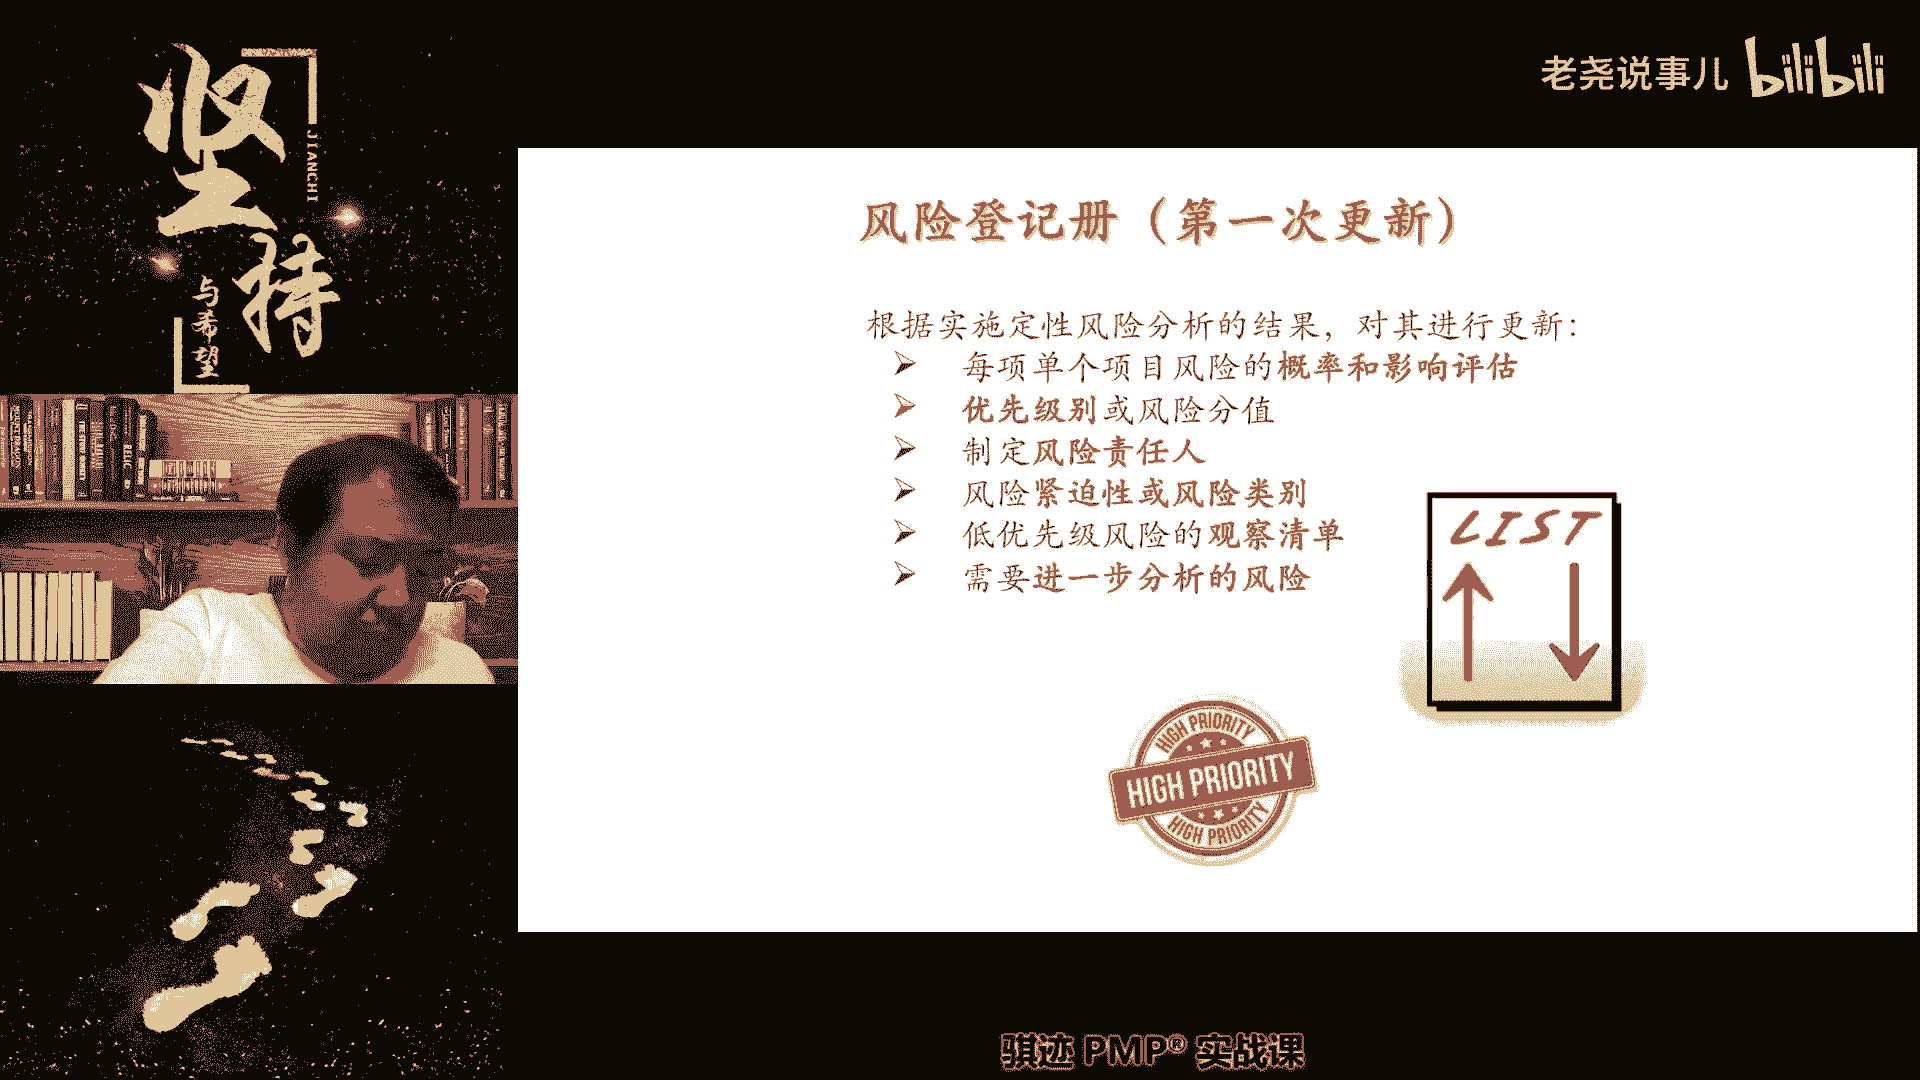 坚持
JIANCHI
与希望
老尧说事儿 bilibili
风险登记册（第一次更新）
根据实施定性风险分析的结果，对其进行更新：
➢ 每项单个项目风险的概率和影响评估
➢ 优先级别或风险分值
➢ 制定风险责任人
➢ 风险紧迫性或风险类别
➢ 低优先级风险的观察清单
➢ 需要进一步分析的风险
LIST
HIGH PRIORITY
HIGH PRIORITY
HIGH PRIORITY
骐迹 PMP® 实战课